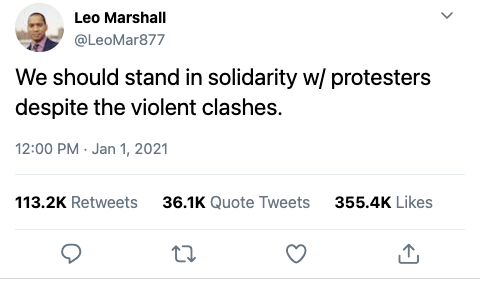 Leo Marshall
@LeoMar877
We should stand in solidarity w/ protesters
despite the violent clashes.
12:00 PM · Jan 1, 2021
113.2K Retweets 36.1K Quote Tweets 355.4K Likes